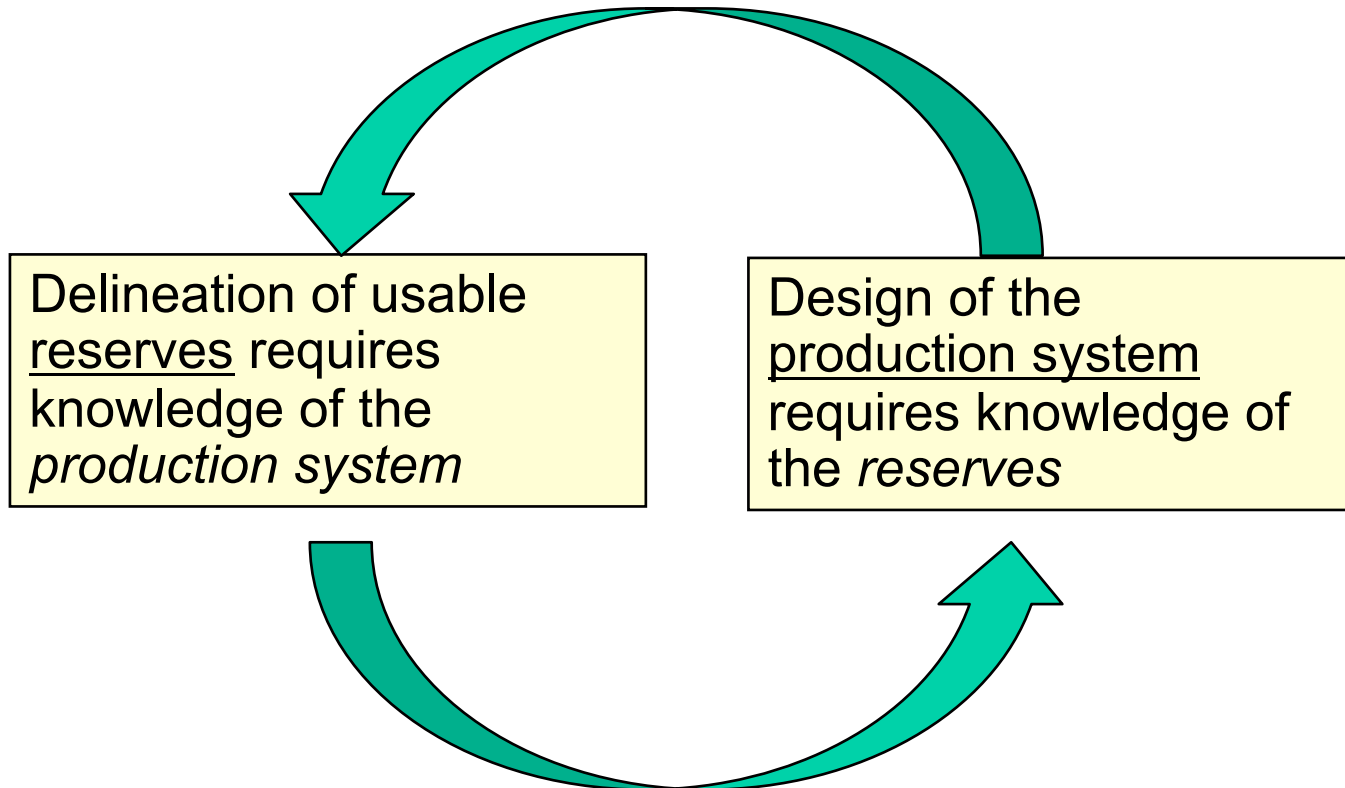 Delineation of usable
reserves requires
knowledge of the
production system
Design of the
production system
requires knowledge of
the reserves